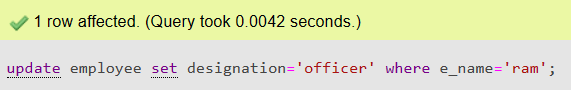 1 row affected. (Query took 0.0042 seconds.)
update employee set designation='officer' where e_name='ram';